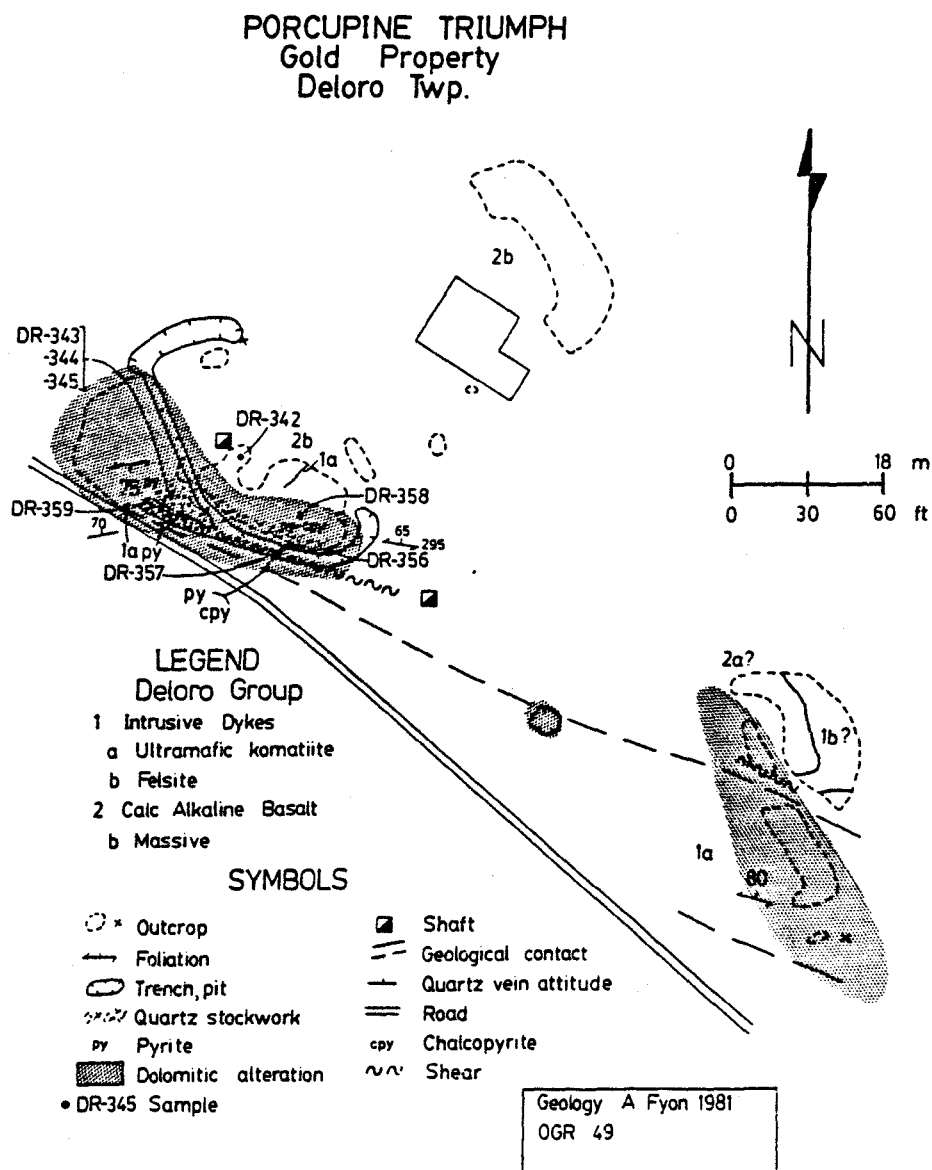 PORCUPINE TRIUMPH
Gold Property
Deloro Twp.
2b
N
DR-343
-344
-345
DR-342
2b
1a
0 18 m
0 30 60 ft
75
DR-358
DR-359
70
65
295
1a py
DR-356
DR-357
py
cpy
2a?
1b?
1a
80
LEGEND
Deloro Group
1 Intrusive Dykes
a Ultramafic komatiite
b Felsite
2 Calc Alkaline Basalt
b Massive
SYMBOLS
x Outcrop
Foliation
Trench, pit
Quartz stockwork
py Pyrite
Dolomitic alteration
• DR-345 Sample
Shaft
Geological contact
Quartz vein attitude
Road
cpy Chalcopyrite
Shear
Geology A Fyon 1981
OGR 49